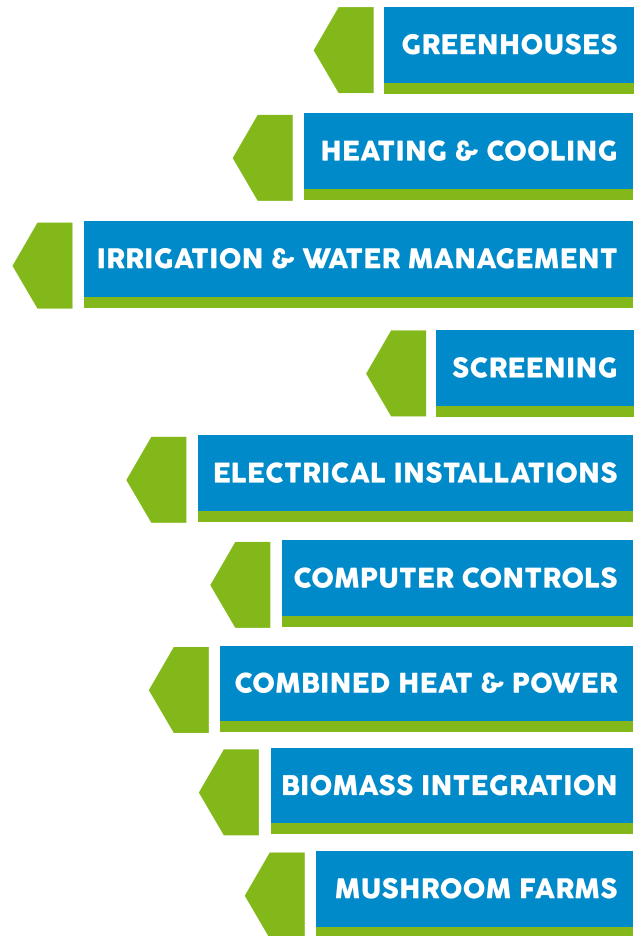 GREENHOUSES
HEATING & COOLING
IRRIGATION & WATER MANAGEMENT
SCREENING
ELECTRICAL INSTALLATIONS
COMPUTER CONTROLS
COMBINED HEAT & POWER
BIOMASS INTEGRATION
MUSHROOM FARMS